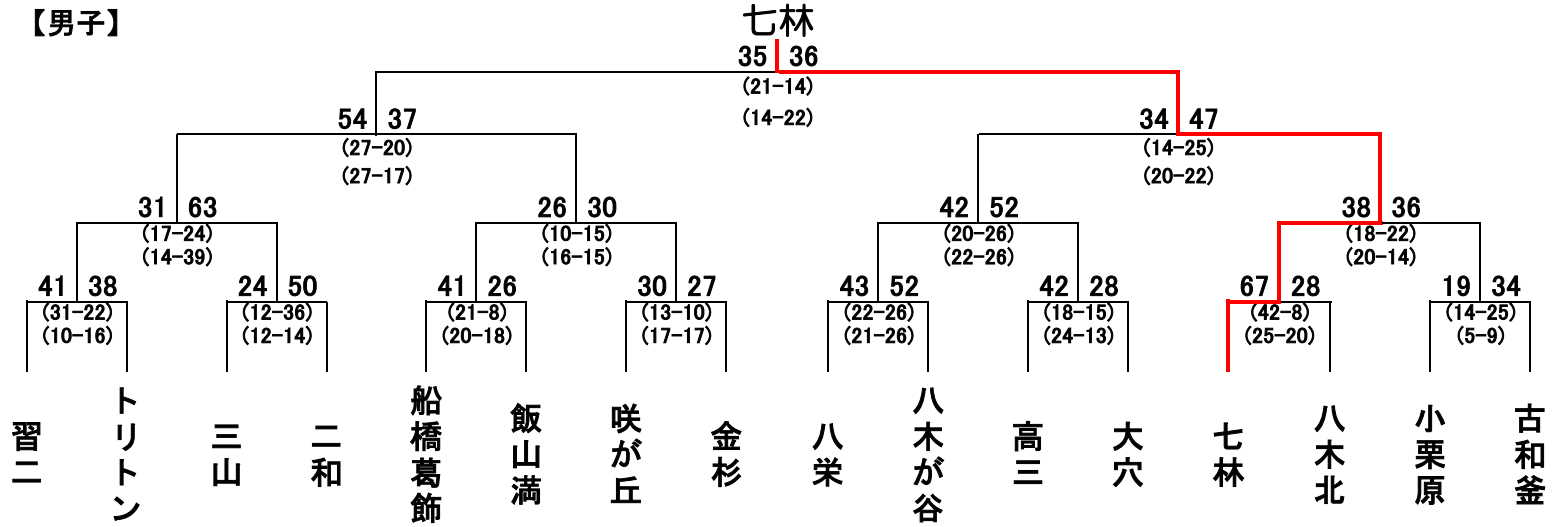 【男子】
七林
35 36
(21-14)
(14-22)
54 37
(27-20)
(27-17)
34 47
(14-25)
(20-22)
31 63
(17-24)
(14-39)
26 30
(10-15)
(16-15)
42 52
(20-26)
(22-26)
38 36
(18-22)
(20-14)
41 38
(31-22)
(10-16)
24 50
(12-36)
(12-14)
41 26
(21-8)
(20-18)
30 27
(13-10)
(17-17)
43 52
(22-26)
(21-26)
42 28
(18-15)
(24-13)
67 28
(42-8)
(25-20)
19 34
(14-25)
(5-9)
習二
トリトン
三山
二和
船橋葛飾
飯山満
咲が丘
金杉
八栄
八木が谷
高三
大穴
七林
八木北
小栗原
古和釜